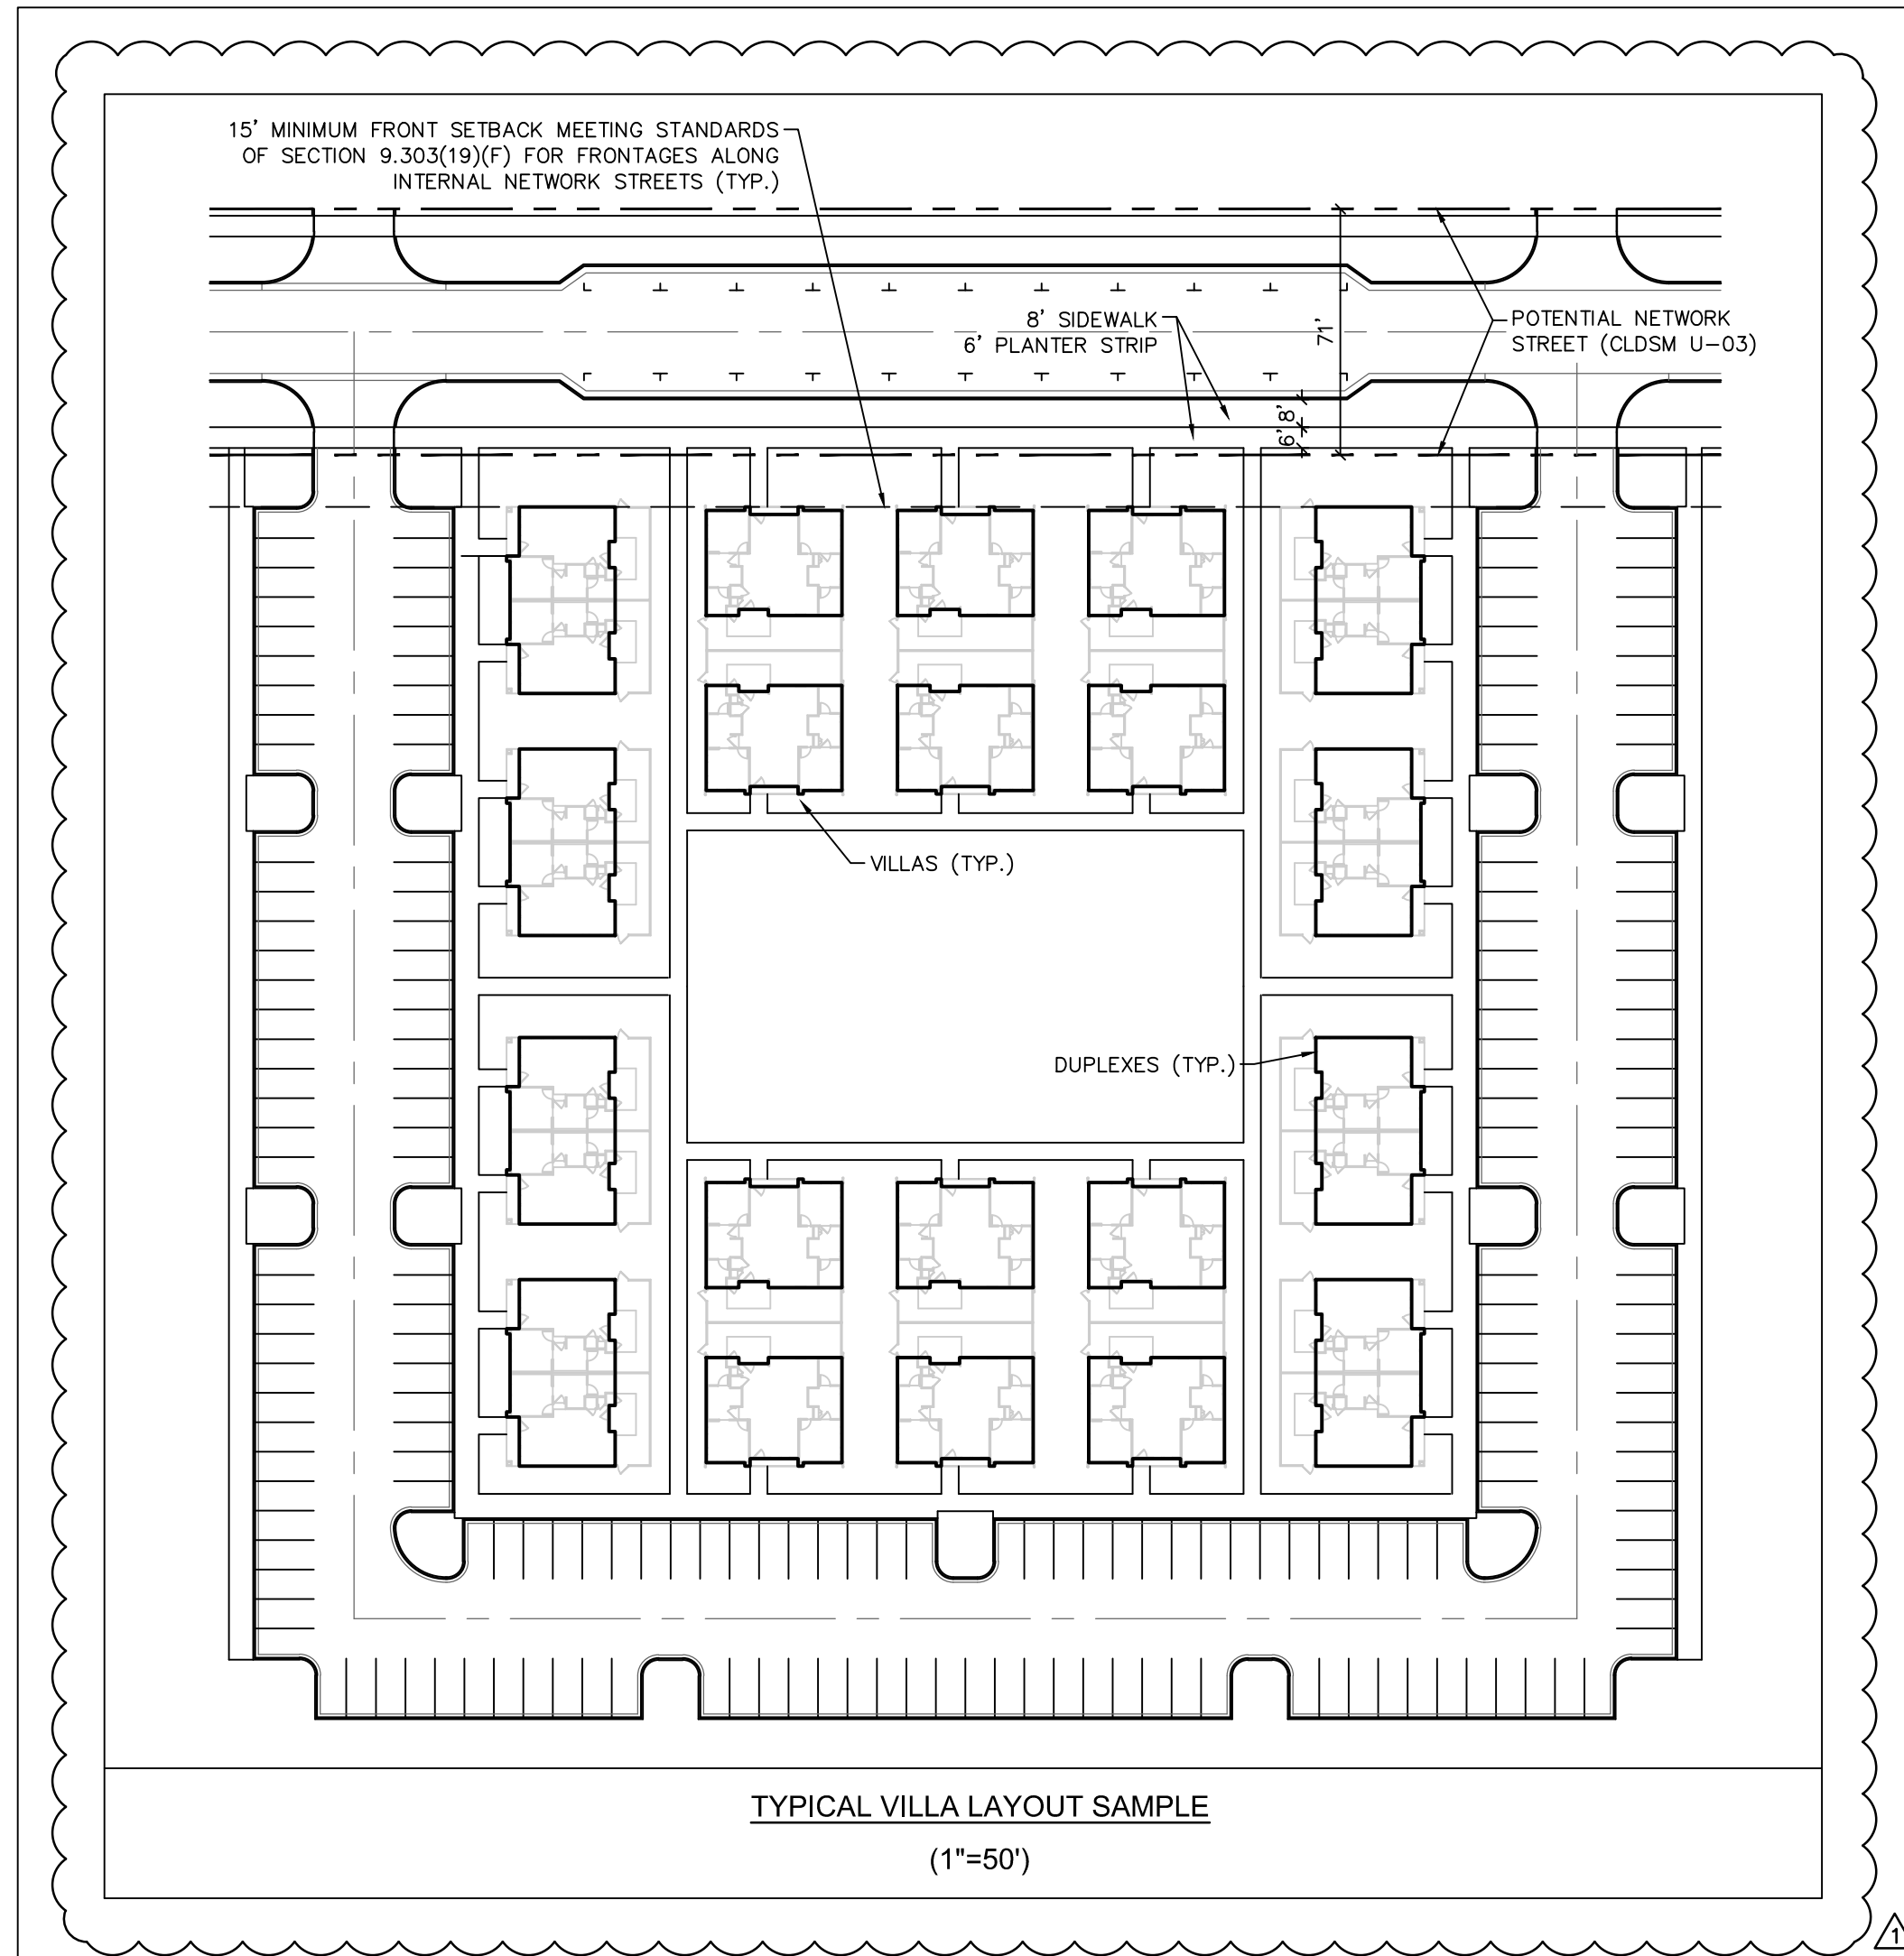 15' MINIMUM FRONT SETBACK MEETING STANDARDS
OF SECTION 9.303(19)(F) FOR FRONTAGES ALONG
INTERNAL NETWORK STREETS (TYP.)
8' SIDEWALK
6' PLANTER STRIP
71'
POTENTIAL NETWORK
STREET (CLDSM U-03)
8'
6'
VILLAS (TYP.)
DUPLEXES (TYP.)
TYPICAL VILLA LAYOUT SAMPLE
(1"=50')
1